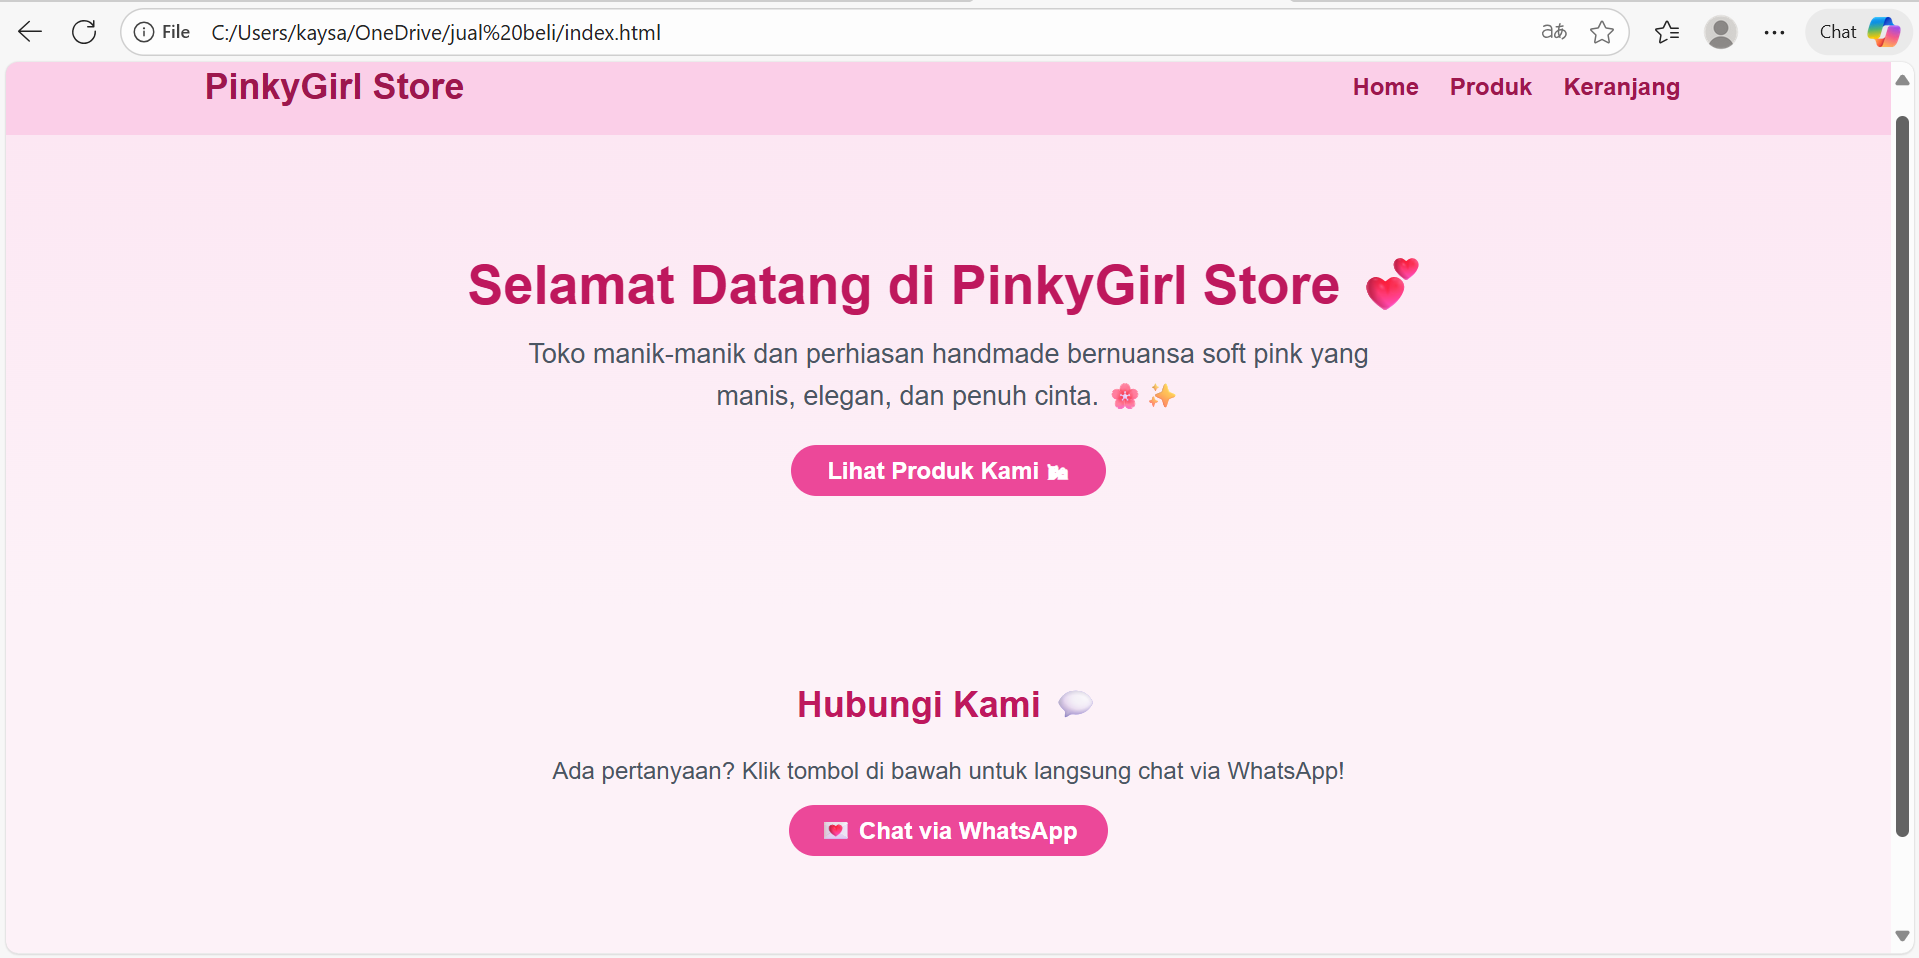 File C:/Users/kaysa/OneDrive/jual%20beli/index.html aあ Chat
PinkyGirl Store Home Produk Keranjang
Selamat Datang di PinkyGirl Store 💕
Toko manik-manik dan perhiasan handmade bernuansa soft pink yang
manis, elegan, dan penuh cinta. 🌸✨
Lihat Produk Kami
Hubungi Kami 💬
Ada pertanyaan? Klik tombol di bawah untuk langsung chat via WhatsApp!
💌 Chat via WhatsApp